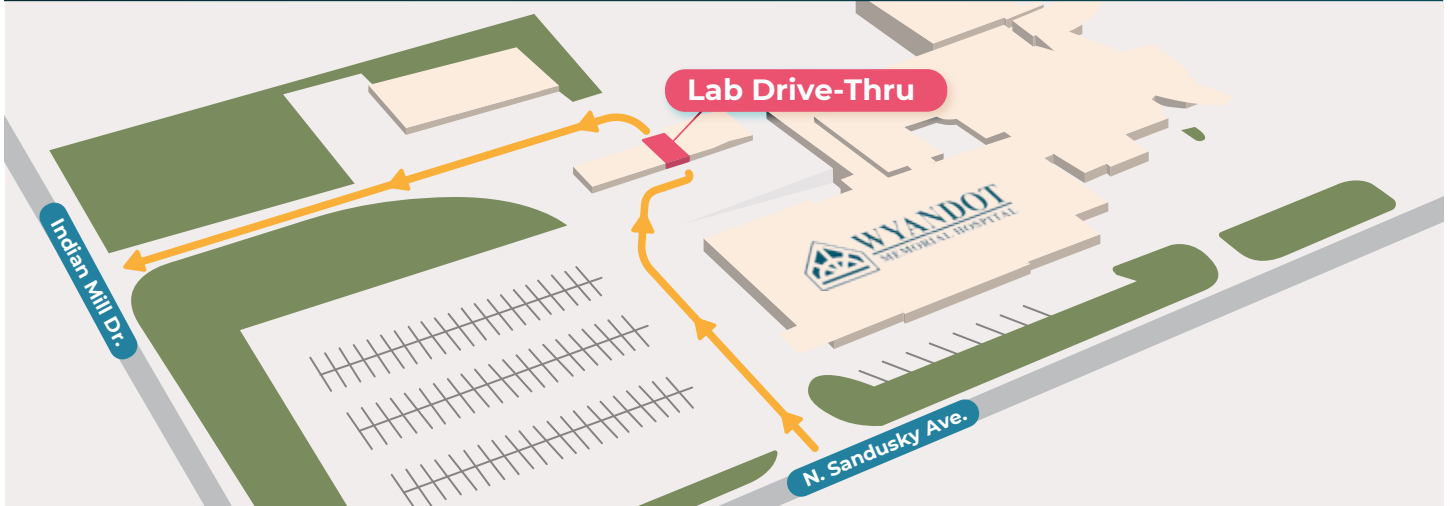 Lab Drive-Thru
WYANDOT
MEMORIAL HOSPITAL
Indian Mill Dr.
N. Sandusky Ave.